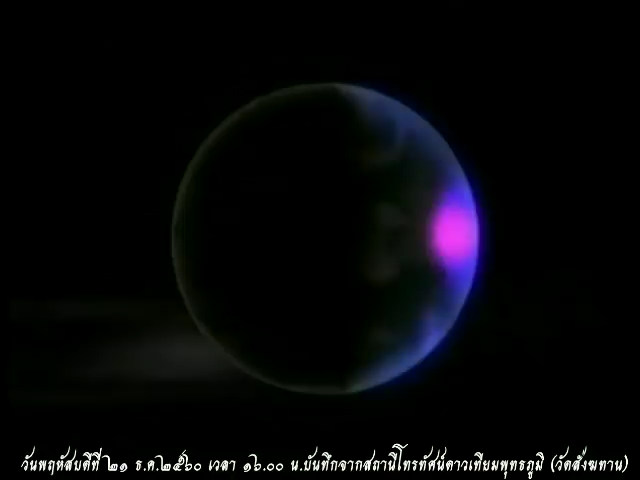 วันพฤหัสบดีที่ ๒๑ ธ.ค.๒๕๖๐ เวลา ๑๖.๐๐ น.บันทึกจากสถานีโทรทัศน์ดาวเทียมพุทธภูมิ (วัดสังฆทาน)